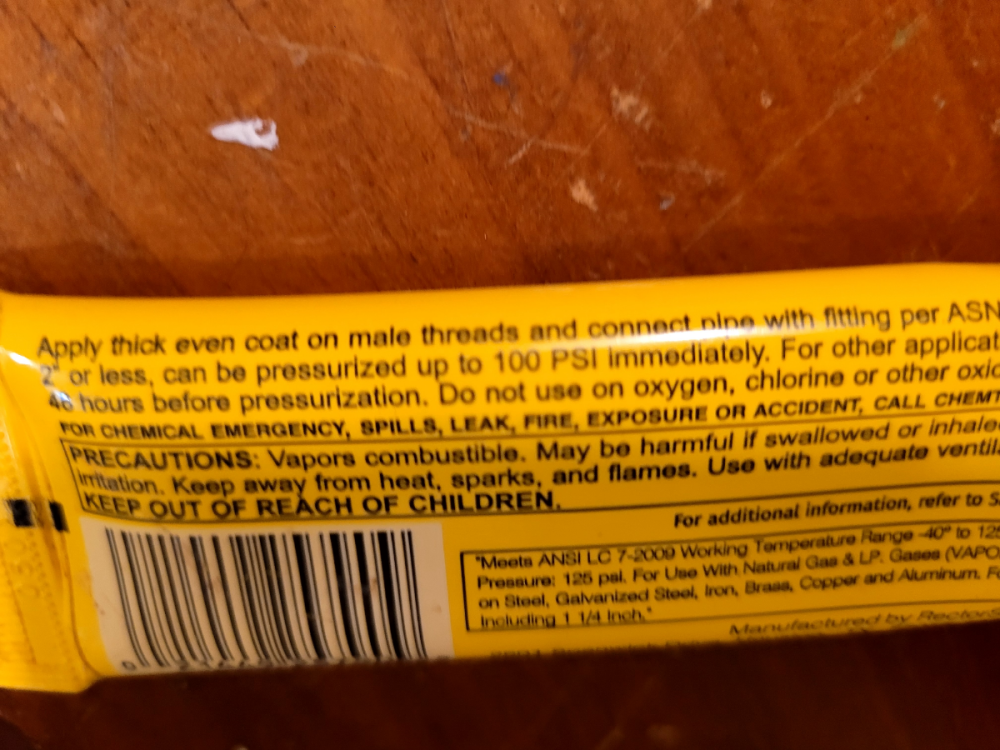 Apply thick even coat on male threads and connect pipe with fitting per ASN
2" or less, can be pressurized up to 100 PSI immediately. For other applicat
48 hours before pressurization. Do not use on oxygen, chlorine or other oxid
FOR CHEMICAL EMERGENCY, SPILLS, LEAK, FIRE, EXPOSURE OR ACCIDENT, CALL CHEMT
PRECAUTIONS: Vapors combustible. May be harmful if swallowed or inhaled
irritation. Keep away from heat, sparks, and flames. Use with adequate ventil
KEEP OUT OF REACH OF CHILDREN.
For additional information, refer to S
"Meets ANSI LC 7-2009 Working Temperature Range -40° to 125
Pressure: 125 psi. For Use With Natural Gas & LP. Gases (VAPO
on Steel, Galvanized Steel, Iron, Brass, Copper and Aluminum. Fo
Including 1 1/4 Inch."
Manufactured by Rectors